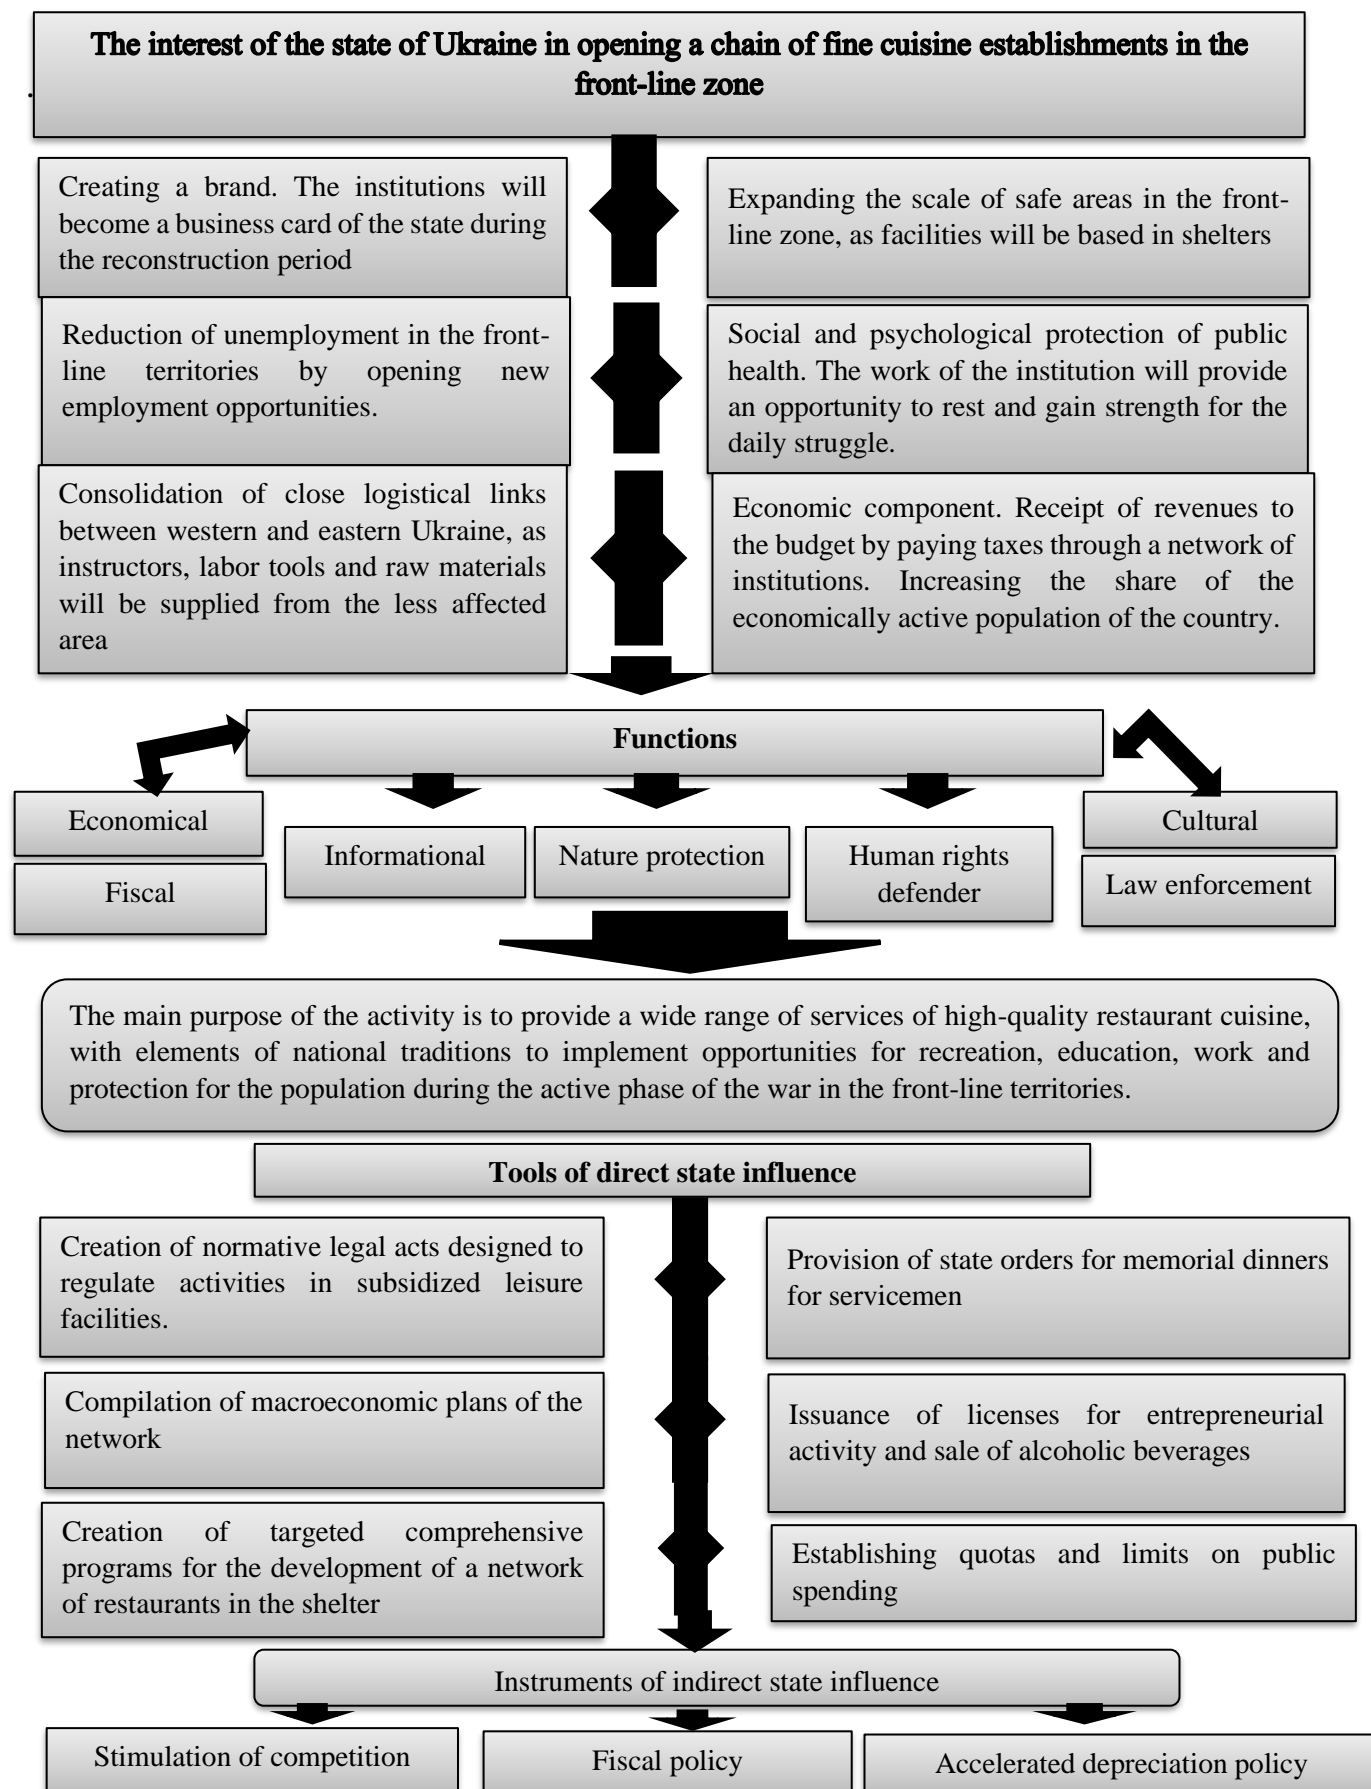 The interest of the state of Ukraine in opening a chain of fine cuisine establishments in the
front-line zone
.
Creating a brand. The institutions will
become a business card of the state during
the reconstruction period
Expanding the scale of safe areas in the front-
line zone, as facilities will be based in shelters
Reduction of unemployment in the front-
line territories by opening new
employment opportunities.
Social and psychological protection of public
health. The work of the institution will provide
an opportunity to rest and gain strength for the
daily struggle.
Consolidation of close logistical links
between western and eastern Ukraine, as
instructors, labor tools and raw materials
will be supplied from the less affected
area
Economic component. Receipt of revenues to
the budget by paying taxes through a network of
institutions. Increasing the share of the
economically active population of the country.
Functions
Economical
Fiscal
Informational
Nature protection
Human rights
defender
Cultural
Law enforcement
The main purpose of the activity is to provide a wide range of services of high-quality restaurant cuisine,
with elements of national traditions to implement opportunities for recreation, education, work and
protection for the population during the active phase of the war in the front-line territories.
Tools of direct state influence
Creation of normative legal acts designed to
regulate activities in subsidized leisure
facilities.
Provision of state orders for memorial dinners
for servicemen
Compilation of macroeconomic plans of the
network
Issuance of licenses for entrepreneurial
activity and sale of alcoholic beverages
Creation of targeted comprehensive
programs for the development of a network
of restaurants in the shelter
Establishing quotas and limits on public
spending
Instruments of indirect state influence
Stimulation of competition
Fiscal policy
Accelerated depreciation policy